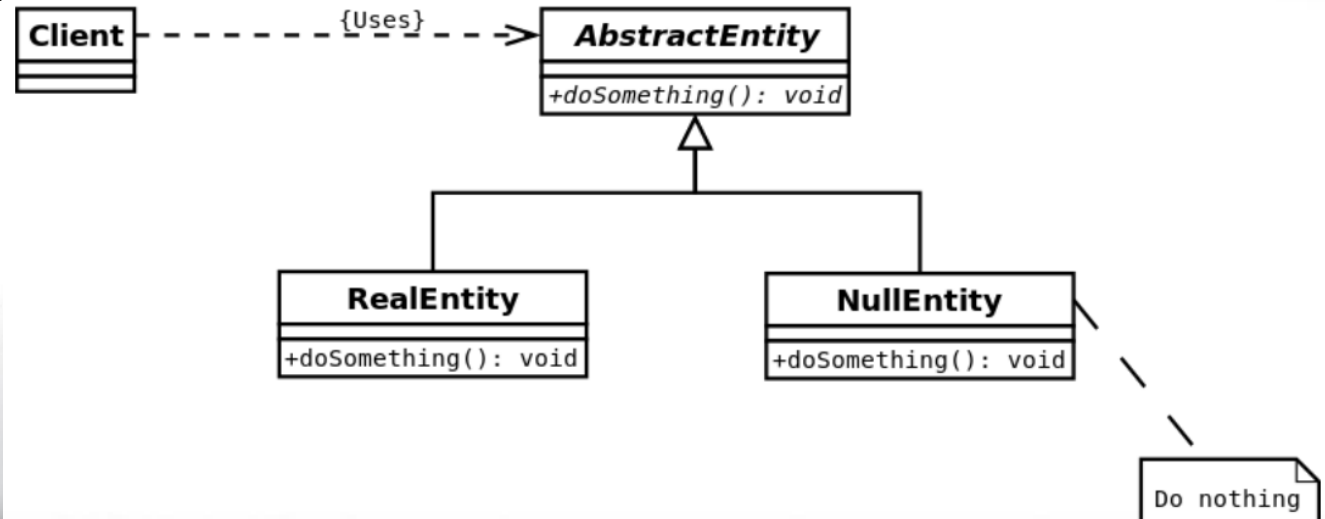 Client
{Uses}
AbstractEntity
+doSomething(): void
RealEntity
+doSomething(): void
NullEntity
+doSomething(): void
Do nothing